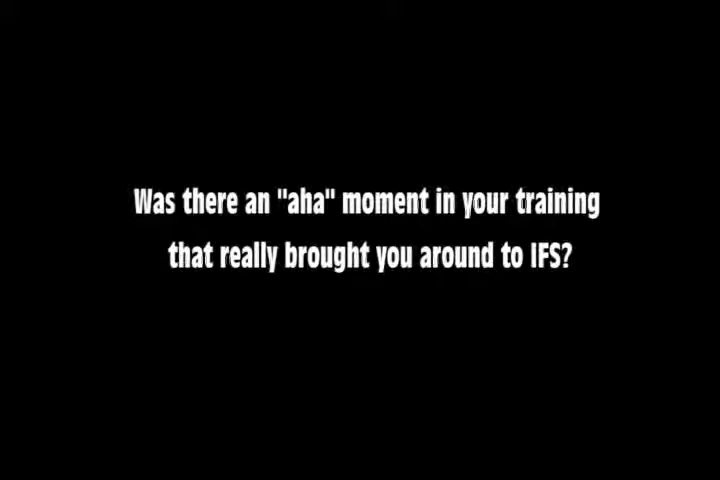 Was there an "aha" moment in your training
that really brought you around to IFS?